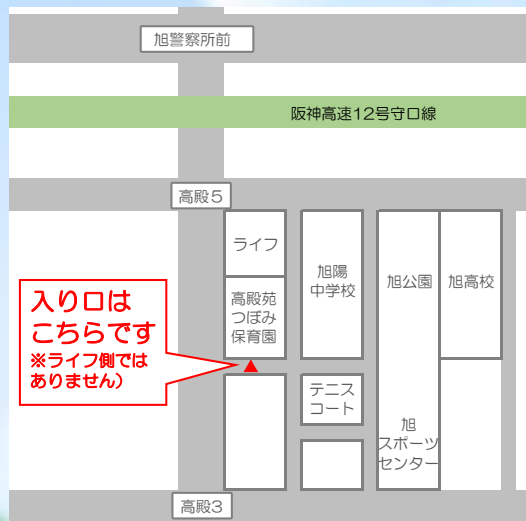 旭警察所前
阪神高速12号守口線
高殿5
ライフ
高殿苑
つぼみ
保育園
旭陽
中学校
旭公園
旭高校
入り口は
こちらです
※ライフ側では
ありません）
テニス
コート
旭
スポーツ
センター
高殿3